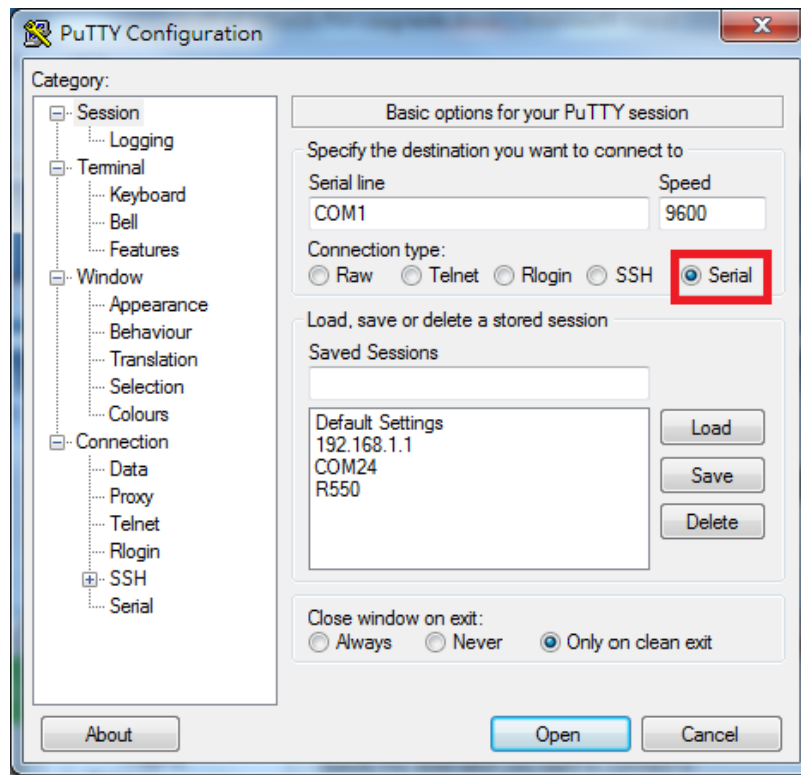 PuTTY Configuration
Category:
Session
Logging
Terminal
Keyboard
Bell
Features
Window
Appearance
Behaviour
Translation
Selection
Colours
Connection
Data
Proxy
Telnet
Rlogin
SSH
Serial
Basic options for your PuTTY session
Specify the destination you want to connect to
Serial line Speed
COM1 9600
Connection type:
Raw Telnet Rlogin SSH Serial
Load, save or delete a stored session
Saved Sessions
Default Settings
192.168.1.1
COM24
R550
Load
Save
Delete
Close window on exit:
Always Never Only on clean exit
About Open Cancel